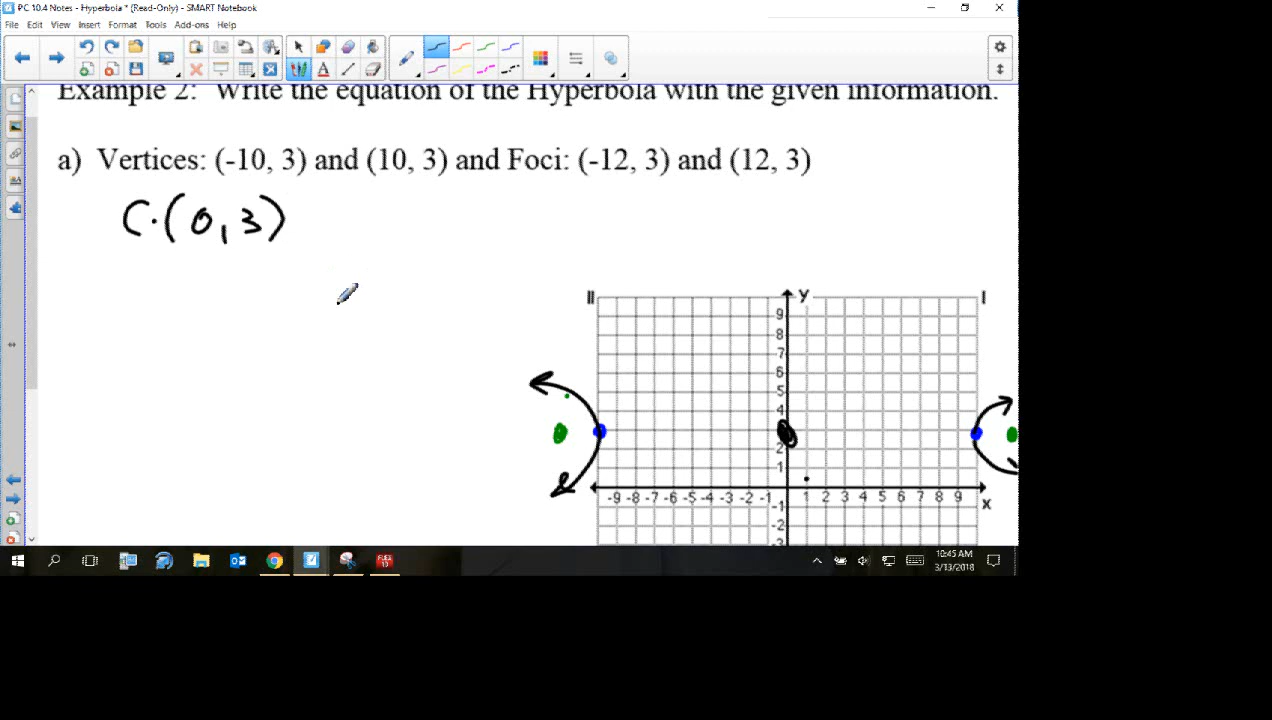 PC 10.4 Notes - Hyperbola * (Read-Only) - SMART Notebook
File Edit View Insert Format Tools Add-ons Help
Example 2: Write the equation of the Hyperbola with the given information.
a) Vertices: (-10, 3) and (10, 3) and Foci: (-12, 3) and (12, 3)
C.(0,3)
II Y I
9
8
7
6
5
4
2
1
-9 -8 -7 -6 -5 -4 -3 -2 -1 1 2 3 4 5 6 7 8 9 x
-1
-2
-3
10:45 AM
3/13/2018